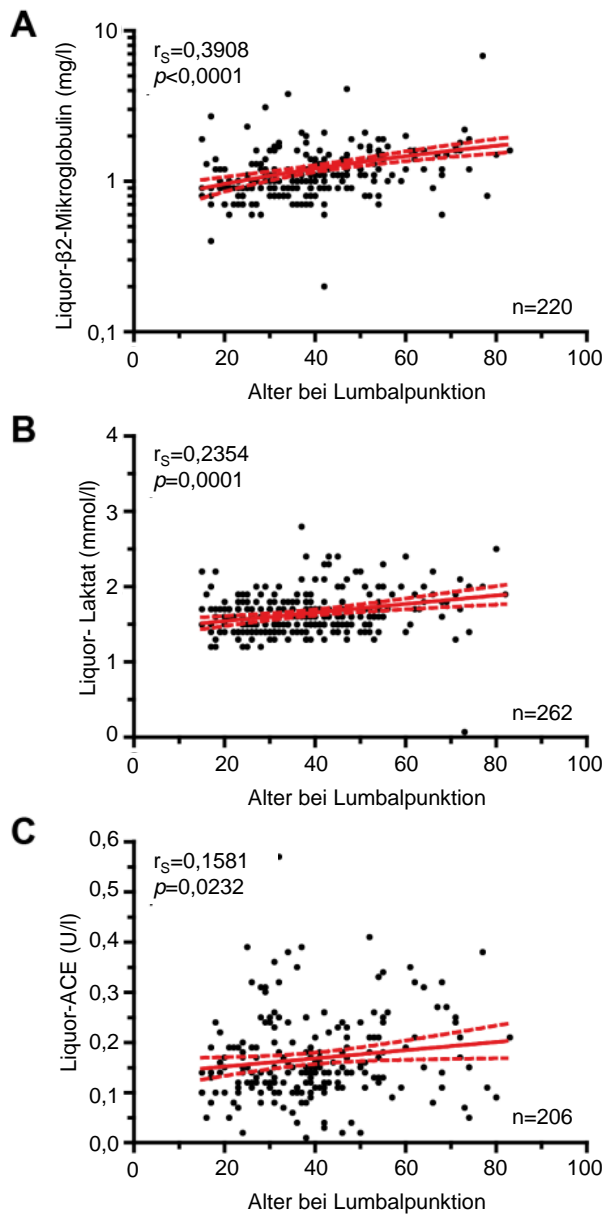 A
Liquor-β2-Mikroglobulin (mg/l)
rS=0,3908
p<0,0001
10
1
0,1
n=220
0 20 40 60 80 100
Alter bei Lumbalpunktion
B
Liquor- Laktat (mmol/l)
rS=0,2354
p=0,0001
4
3
2
1
0
n=262
0 20 40 60 80 100
Alter bei Lumbalpunktion
C
Liquor-ACE (U/l)
rS=0,1581
p=0,0232
0,6
0,5
0,4
0,3
0,2
0,1
0,0
n=206
0 20 40 60 80 100
Alter bei Lumbalpunktion